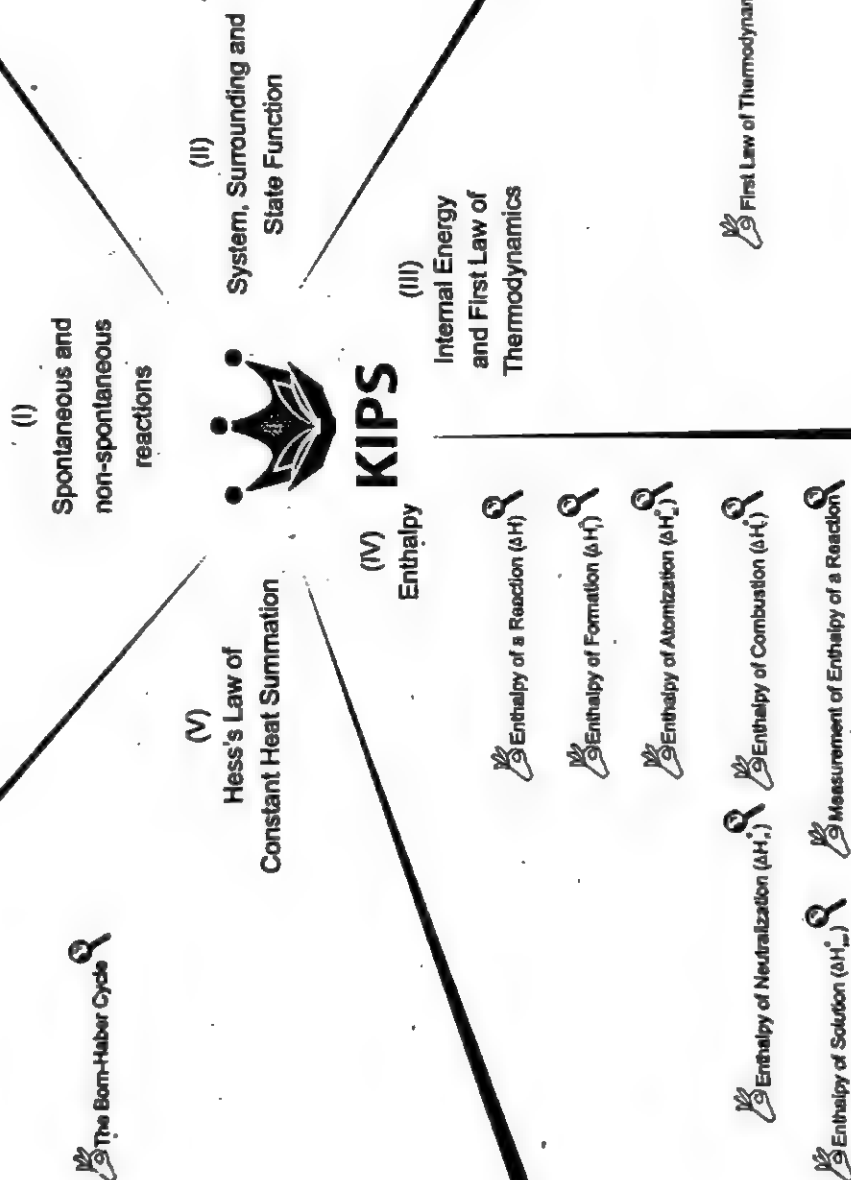 (I)
Spontaneous and
non-spontaneous
reactions
(II)
System, Surrounding and
State Function
(III)
Internal Energy
and First Law of
Thermodynamics
First Law of Thermodynam
KIPS
(IV)
Enthalpy
Enthalpy of a Reaction (ΔH)
Enthalpy of Formation (ΔH°f)
Enthalpy of Atomization (ΔH°at)
Enthalpy of Combustion (ΔH°c)
Enthalpy of Neutralization (ΔH°n)
Measurement of Enthalpy of a Reaction
Enthalpy of Solution (ΔH°sol)
(V)
Hess's Law of
Constant Heat Summation
The Born-Haber Cycle